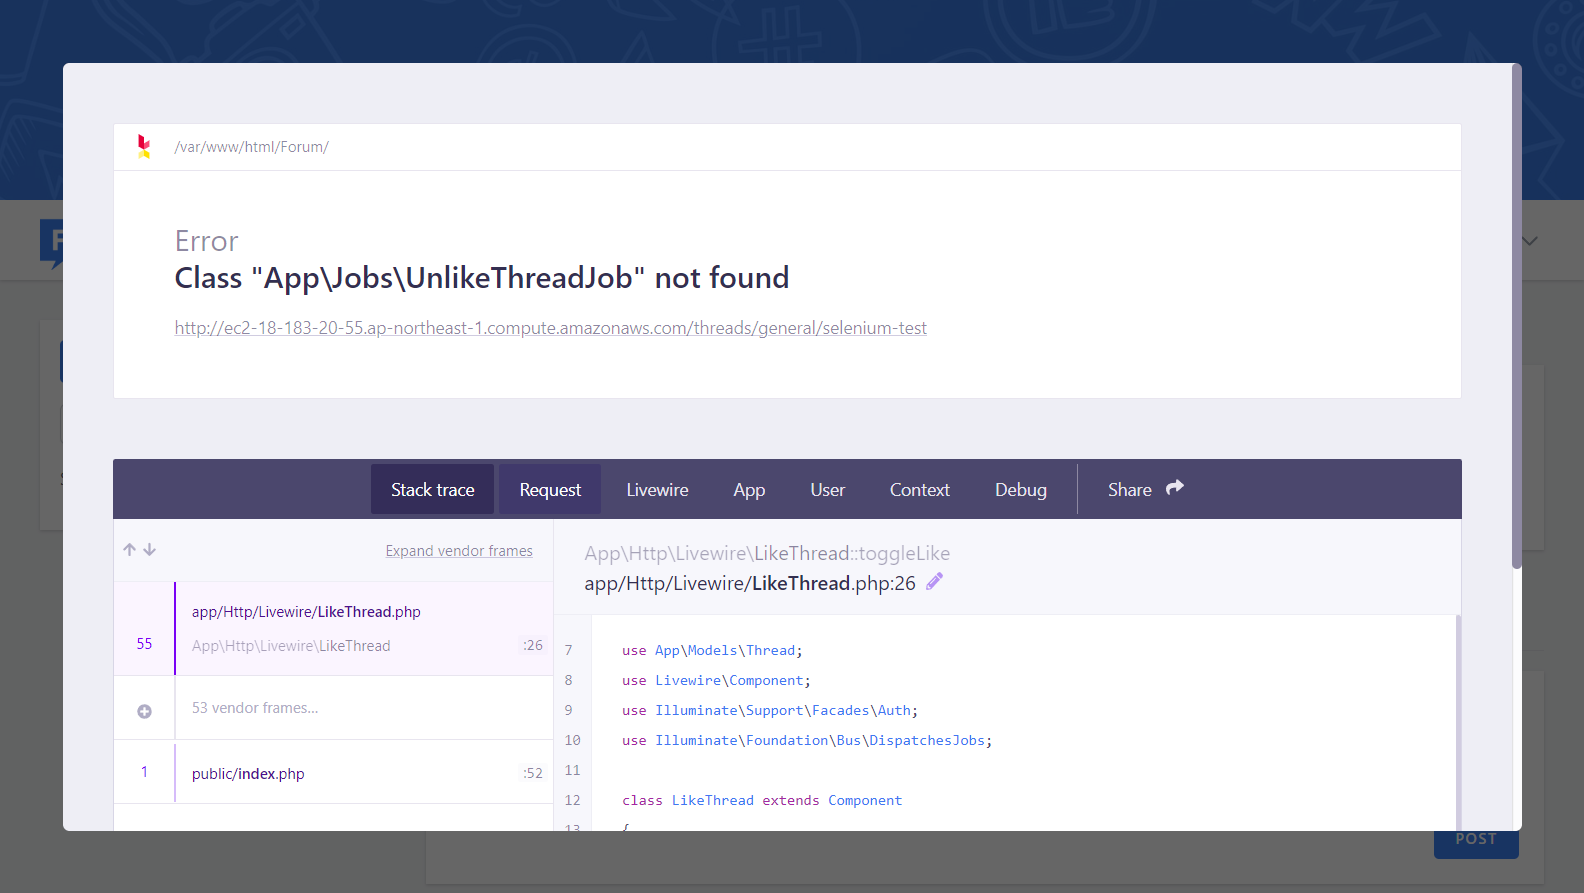 /var/www/html/Forum/
Error
Class "App\Jobs\UnlikeThreadJob" not found
http://ec2-18-183-20-55.ap-northeast-1.compute.amazonaws.com/threads/general/selenium-test
Stack trace Request Livewire App User Context Debug Share
Expand vendor frames
App\Http\Livewire\LikeThread::toggleLike
app/Http/Livewire/LikeThread.php:26
app/Http/Livewire/LikeThread.php
55 App\Http\Livewire\LikeThread :26
53 vendor frames…
1 public/index.php :52
7 use App\Models\Thread;
8 use Livewire\Component;
9 use Illuminate\Support\Facades\Auth;
10 use Illuminate\Foundation\Bus\DispatchesJobs;
11
12 class LikeThread extends Component
13 {
POST